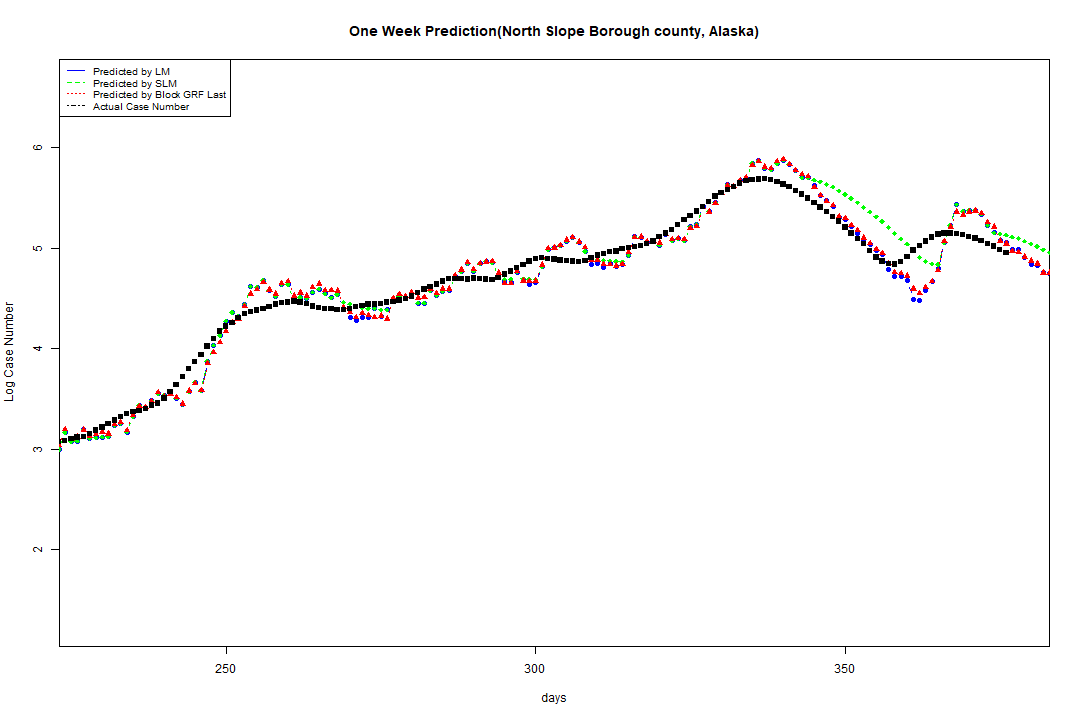 One Week Prediction(North Slope Borough county, Alaska)
Predicted by LM
Predicted by SLM
Predicted by Block GRF Last
Actual Case Number
6
5
4
3
2
Log Case Number
250 300 350
days